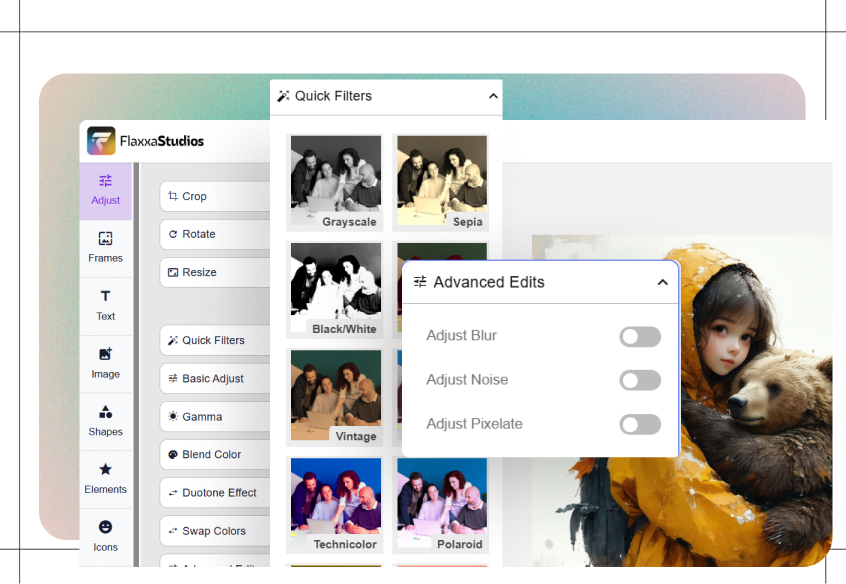 FlaxxaStudios
Adjust
Frames
Text
Image
Shapes
Elements
Icons
Crop
Rotate
Resize
Quick Filters
Basic Adjust
Gamma
Blend Color
Duotone Effect
Swap Colors
Quick Filters
Grayscale
Sepia
Black/White
Vintage
Technicolor
Polaroid
Advanced Edits
Adjust Blur
Adjust Noise
Adjust Pixelate